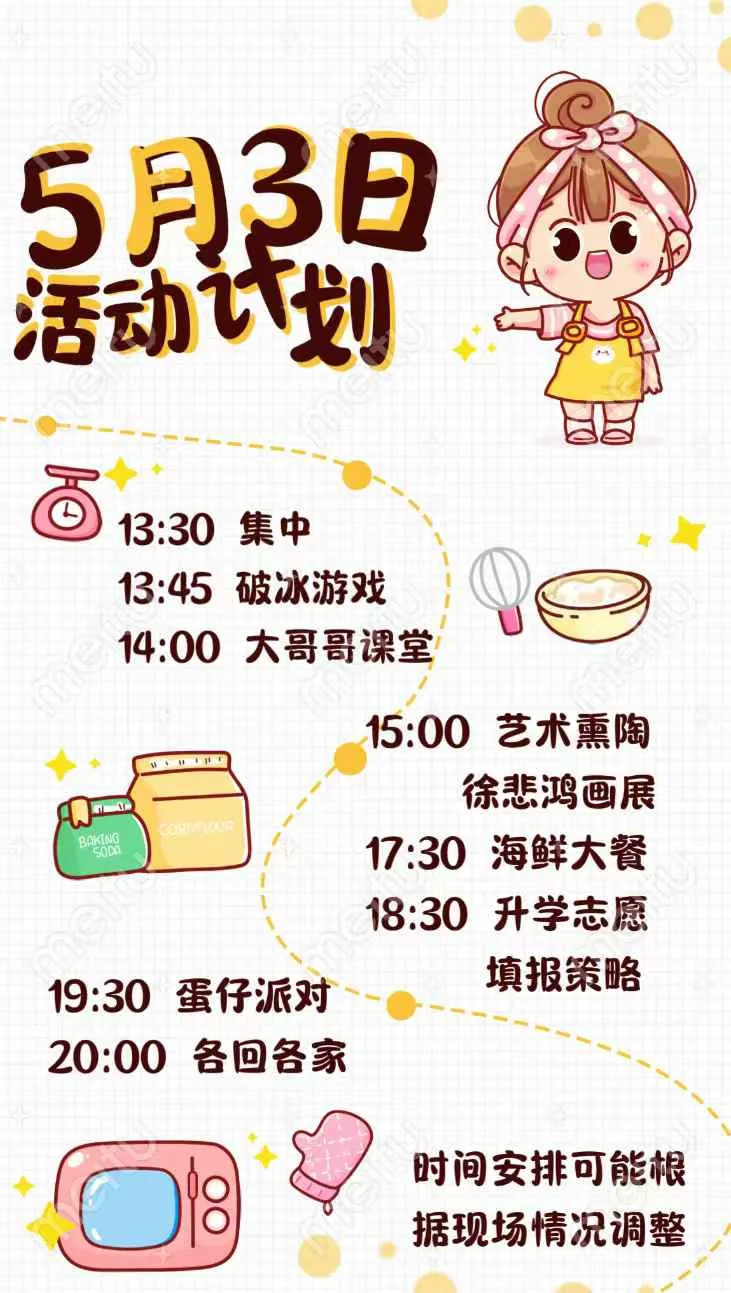 5月3日
活动计划
13:30 集中
13:45 破冰游戏
14:00 大哥哥课堂
15:00 艺术熏陶
徐悲鸿画展
17:30 海鲜大餐
18:30 升学志愿
填报策略
BAKING
SODA
CORNFLOUR
19:30 蛋仔派对
20:00 各回各家
时间安排可能根
据现场情况调整
meitu